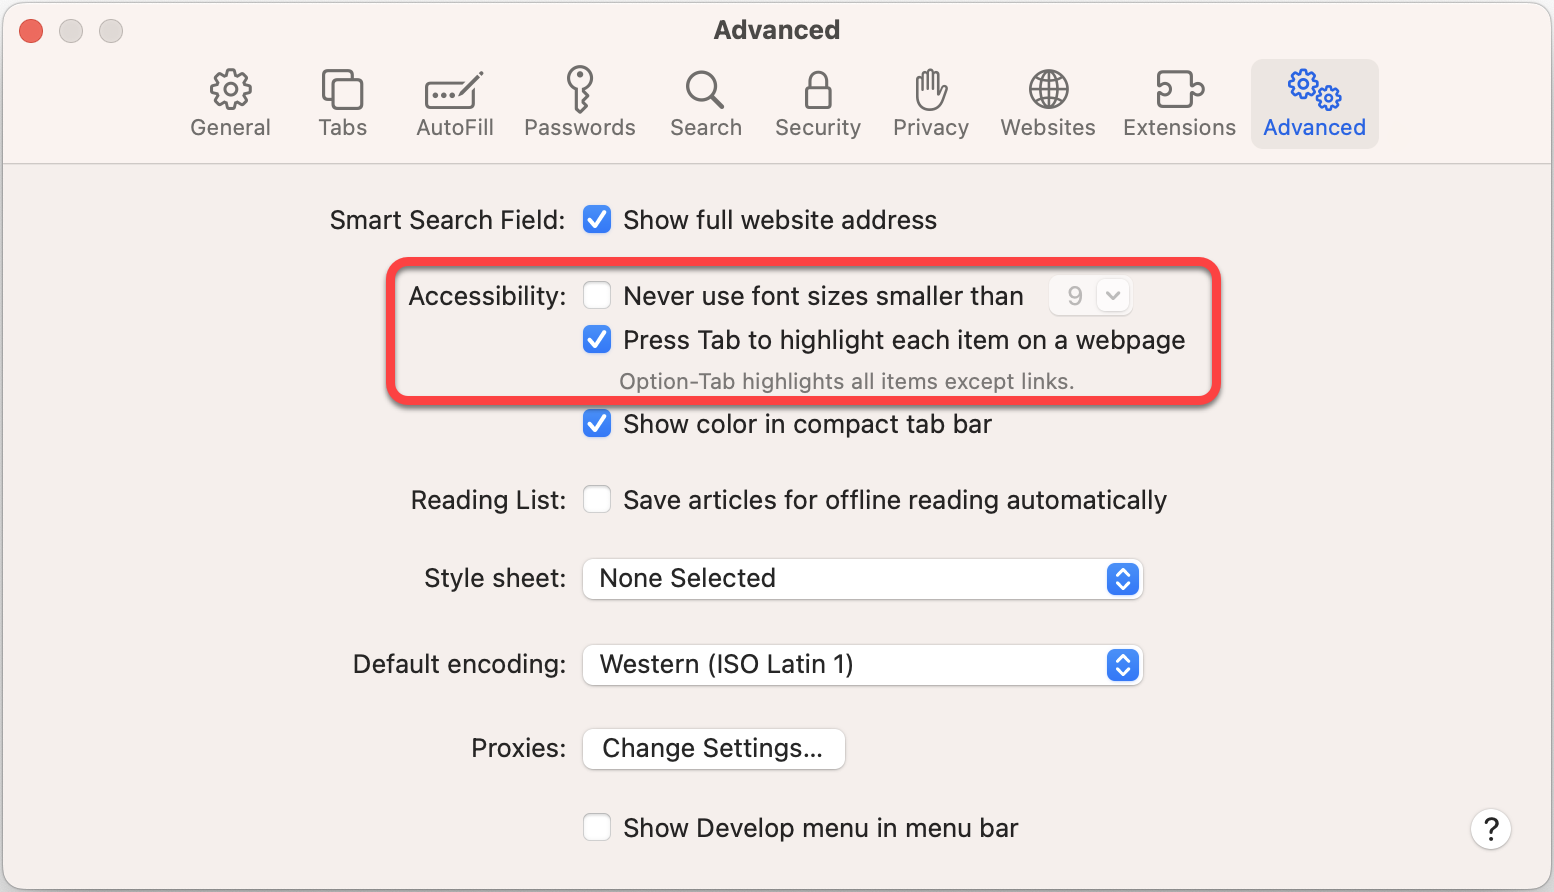 Advanced
General Tabs AutoFill Passwords Search Security Privacy Websites Extensions Advanced
Smart Search Field: Show full website address
Accessibility: Never use font sizes smaller than 9
Press Tab to highlight each item on a webpage
Option-Tab highlights all items except links.
Show color in compact tab bar
Reading List: Save articles for offline reading automatically
Style sheet: None Selected
Default encoding: Western (ISO Latin 1)
Proxies: Change Settings...
Show Develop menu in menu bar
?